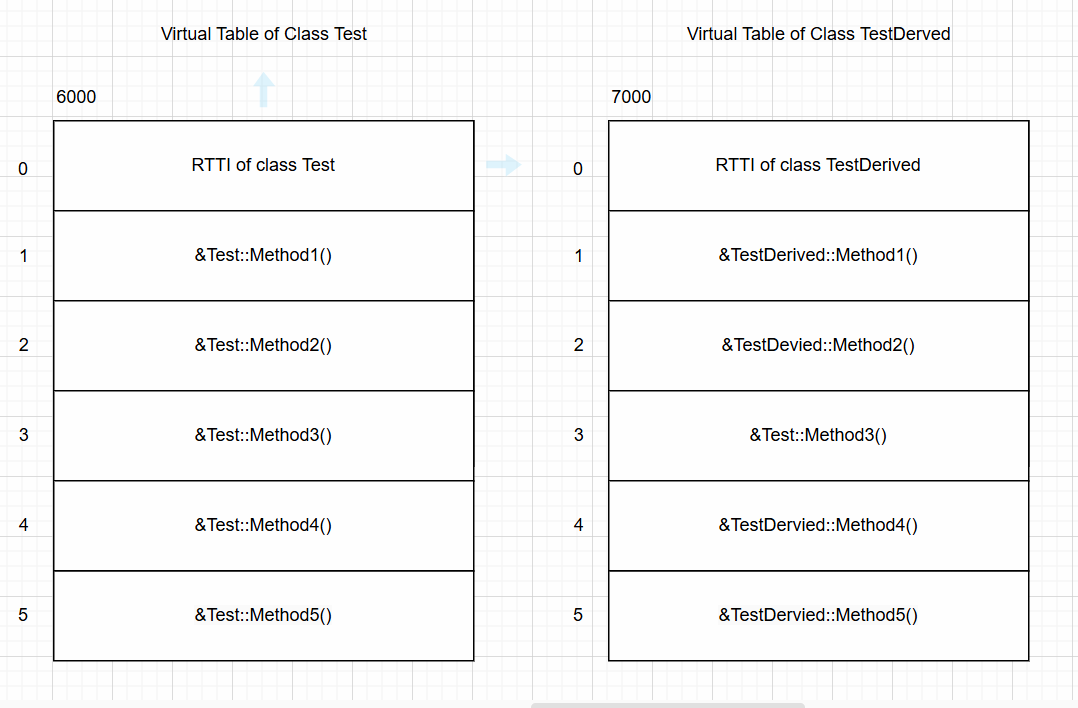 Virtual Table of Class Test
6000
0
RTTI of class Test
1
&Test::Method1()
2
&Test::Method2()
3
&Test::Method3()
4
&Test::Method4()
5
&Test::Method5()
Virtual Table of Class TestDerved
7000
0
RTTI of class TestDerived
1
&TestDerived::Method1()
2
&TestDevied::Method2()
3
&Test::Method3()
4
&TestDervied::Method4()
5
&TestDervied::Method5()